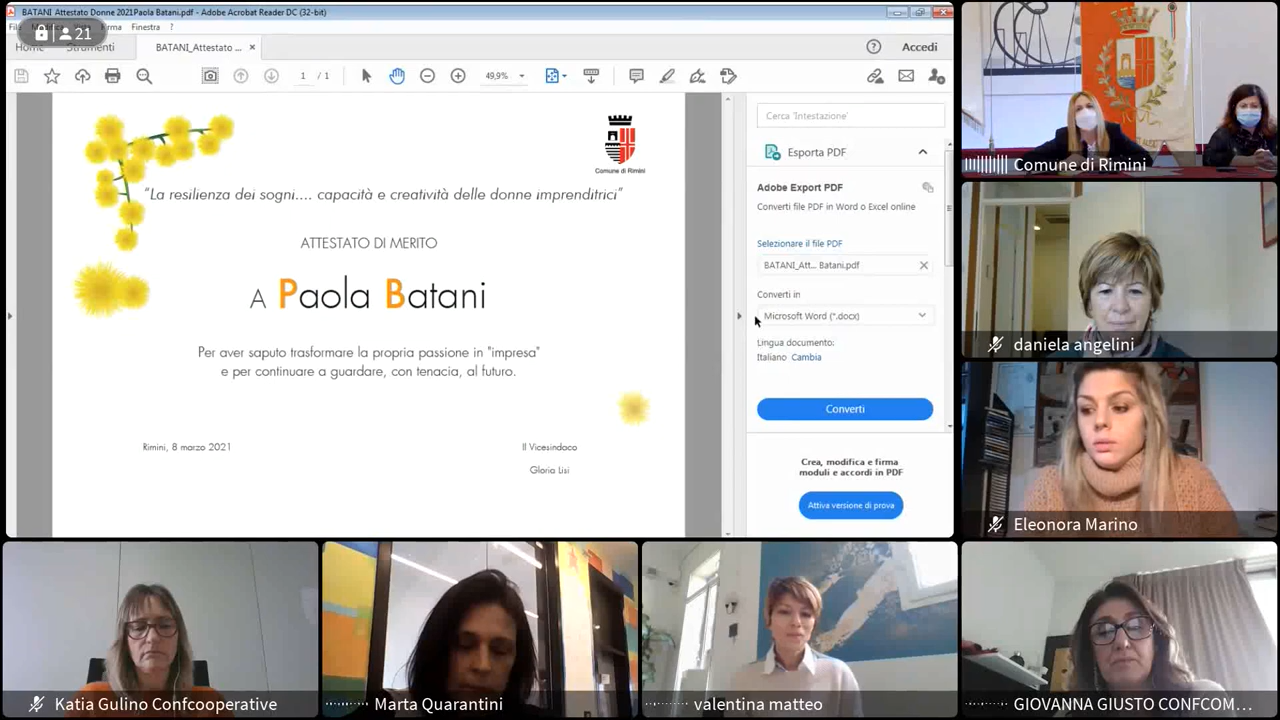 BATANI Attestato Donne 2021Paola Batani.pdf - Adobe Acrobat Reader DC (32-bit)
Firma Finestra ?
21
Home Strumenti BATANI_Attestato ... × Accedi
1 / 1 49,9%
Comune di Rimini
“La resilienza dei sogni.... capacità e creatività delle donne imprenditrici”
ATTESTATO DI MERITO
A Paola Batani
Per aver saputo trasformare la propria passione in "impresa"
e per continuare a guardare, con tenacia, al futuro.
Rimini, 8 marzo 2021
Il Vicesindaco
Gloria Lisi
Cerca 'Intestazione'
Esporta PDF
Adobe Export PDF
Converti file PDF in Word o Excel online
Selezionare il file PDF
BATANI_Att... Batani.pdf
Converti in
Microsoft Word (*.docx)
Lingua documento:
Italiano Cambia
Converti
Crea, modifica e firma
moduli e accordi in PDF
Attiva versione di prova
Comune di Rimini
daniela angelini
Eleonora Marino
Katia Gulino Confcooperative
Marta Quarantini
valentina matteo
GIOVANNA GIUSTO CONFCOM...